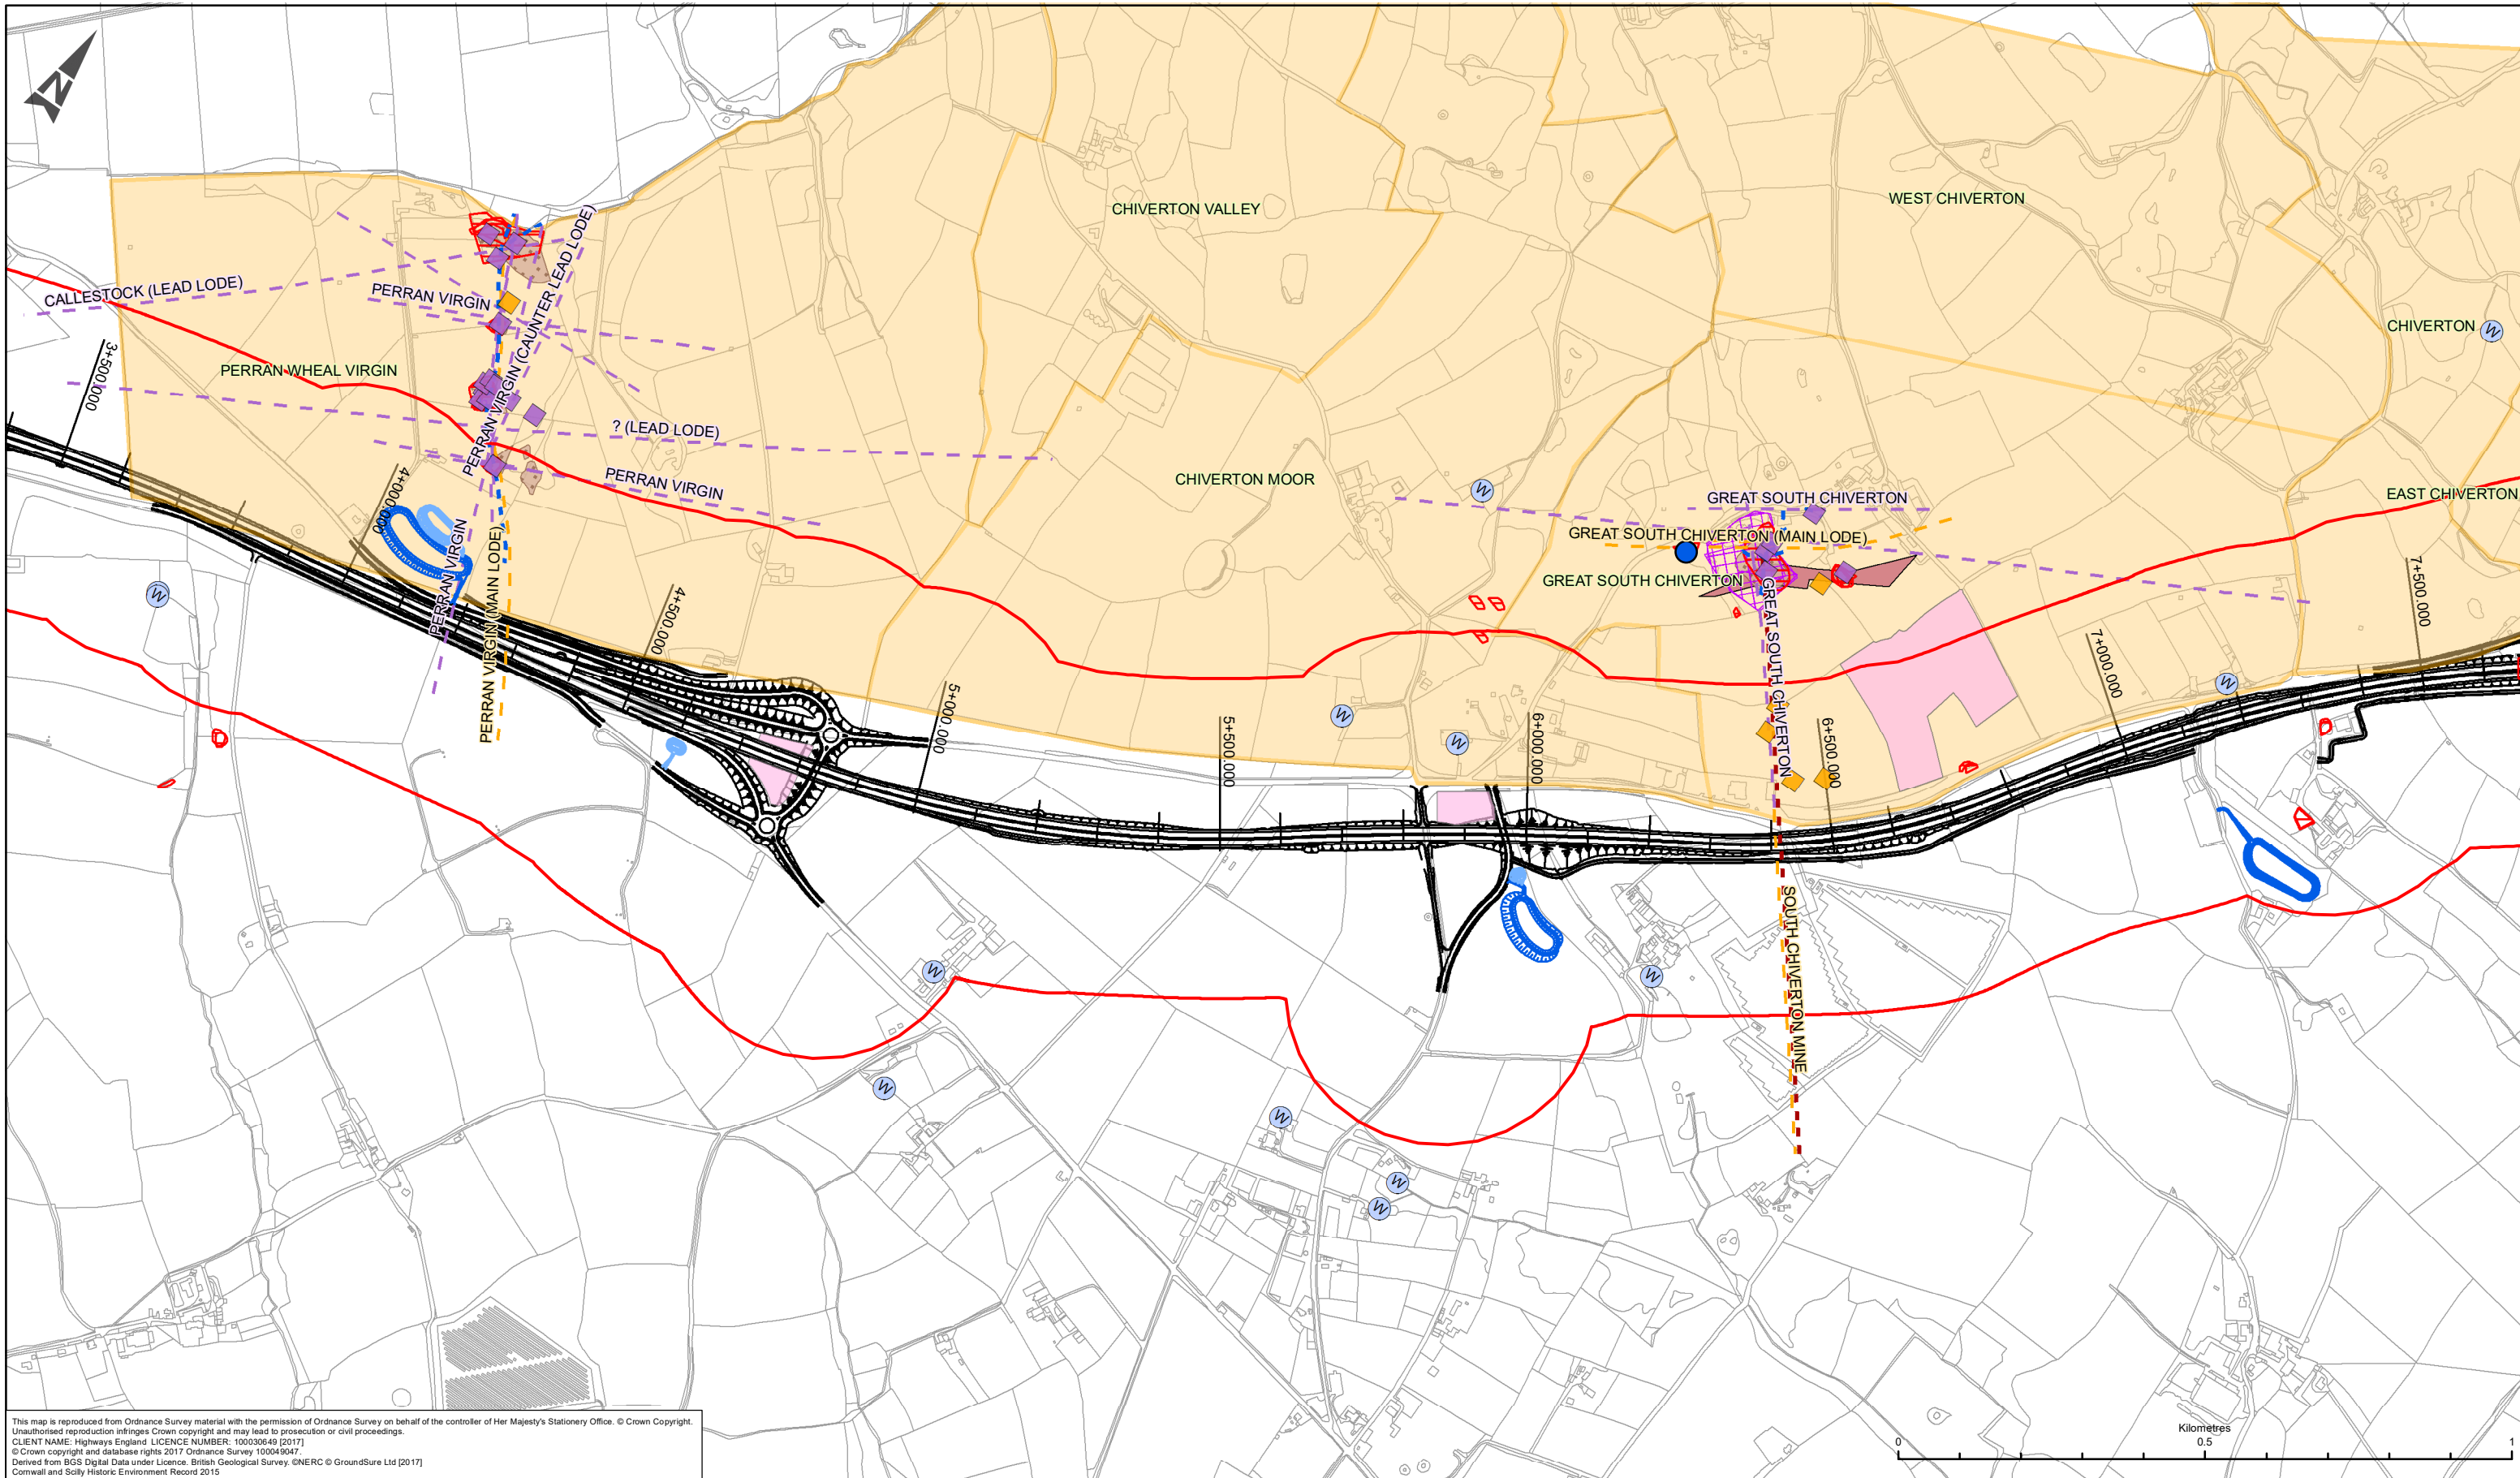 N
CHIVERTON VALLEY
WEST CHIVERTON
CHIVERTON
W
CALLESTOCK (LEAD LODE)
PERRAN VIRGIN
PERRAN VIRGIN (CAUNTER LEAD LODE)
3+500.000
PERRAN WHEAL VIRGIN
? (LEAD LODE)
PERRAN VIRGIN
CHIVERTON MOOR
W
GREAT SOUTH CHIVERTON
EAST CHIVERTON
4+000.000
GREAT SOUTH CHIVERTON (MAIN LODE)
GREAT SOUTH CHIVERTON
W
PERRAN VIRGIN
PERRAN VIRGIN (MAIN LODE)
4+500.000
GREAT SOUTH CHIVERTON
7+500.000
7+000.000
W
5+000.000
5+500.000
W
W
6+000.000
6+500.000
SOUTH CHIVERTON MINE
W
W
W
W
W
W
Kilometres
0 0.5 1
This map is reproduced from Ordnance Survey material with the permission of Ordnance Survey on behalf of the controller of Her Majesty's Stationery Office. © Crown Copyright.
Unauthorised reproduction infringes Crown copyright and may lead to prosecution or civil proceedings.
CLIENT NAME: Highways England LICENCE NUMBER: 100030649 [2017]
© Crown copyright and database rights 2017 Ordnance Survey 100049047.
Derived from BGS Digital Data under Licence. British Geological Survey. ©NERC © GroundSure Ltd [2017]
Cornwall and Scilly Historic Environment Record 2015